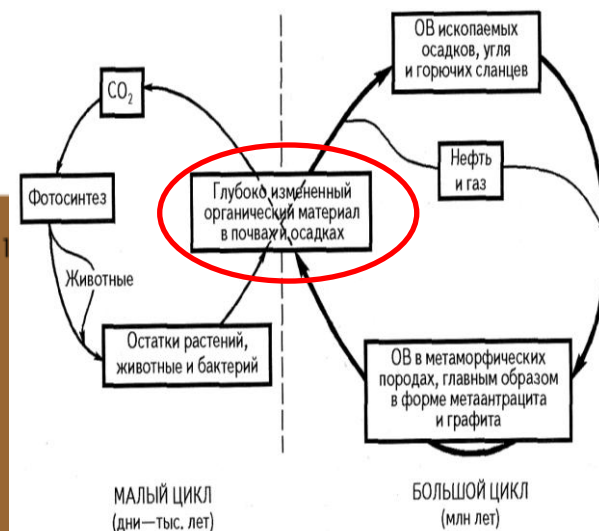 CO2
Фотосинтез
Животные
Остатки растений,
животные и бактерий
Глубоко измененный
органический материал
в почвах и осадках
ОВ ископаемых
осадков, угля
и горючих сланцев
Нефть
и газ
ОВ в метаморфических
породах, главным образом
в форме метаантрацита
и графита
МАЛЫЙ ЦИКЛ
(дни—тыс. лет)
БОЛЬШОЙ ЦИКЛ
(млн лет)